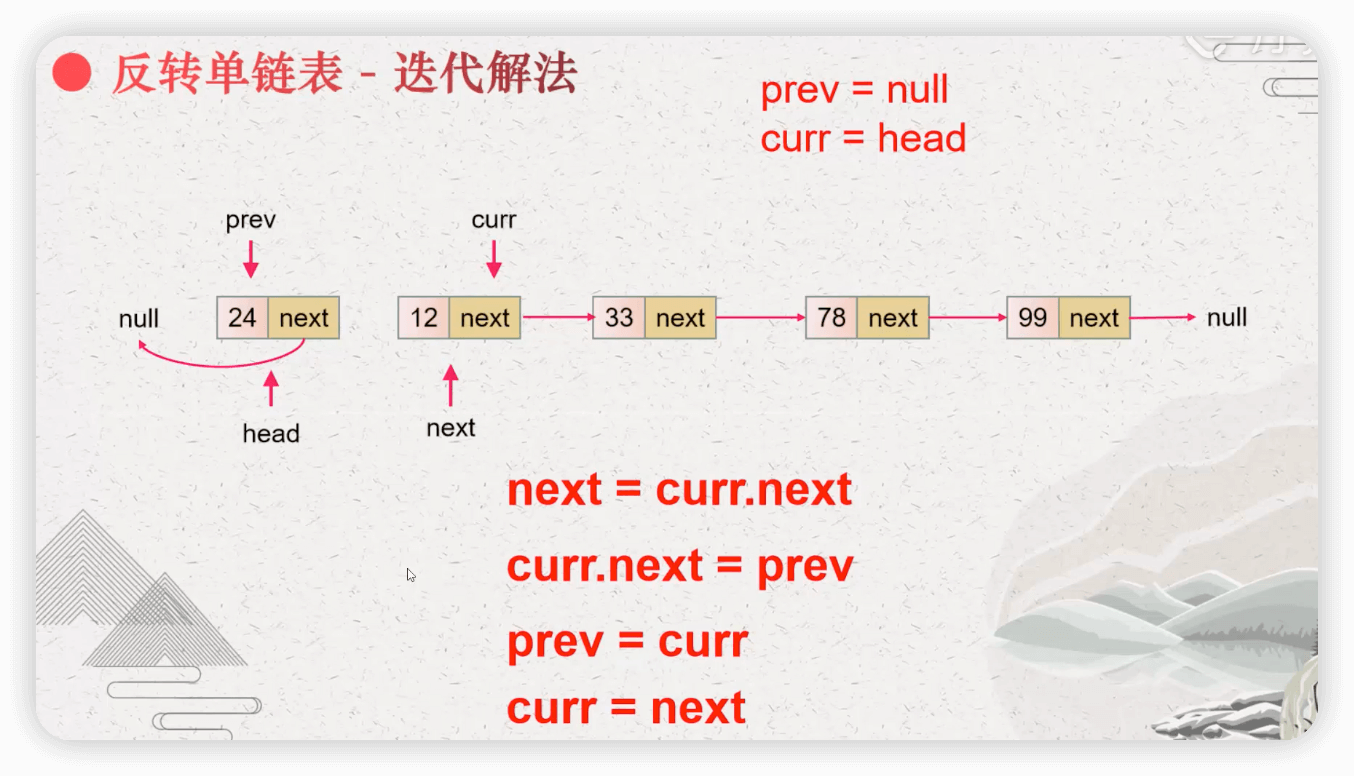 反转单链表 - 迭代解法
prev = null
curr = head
prev curr
null 24 next 12 next 33 next 78 next 99 next null
head next
next = curr.next
curr.next = prev
prev = curr
curr = next